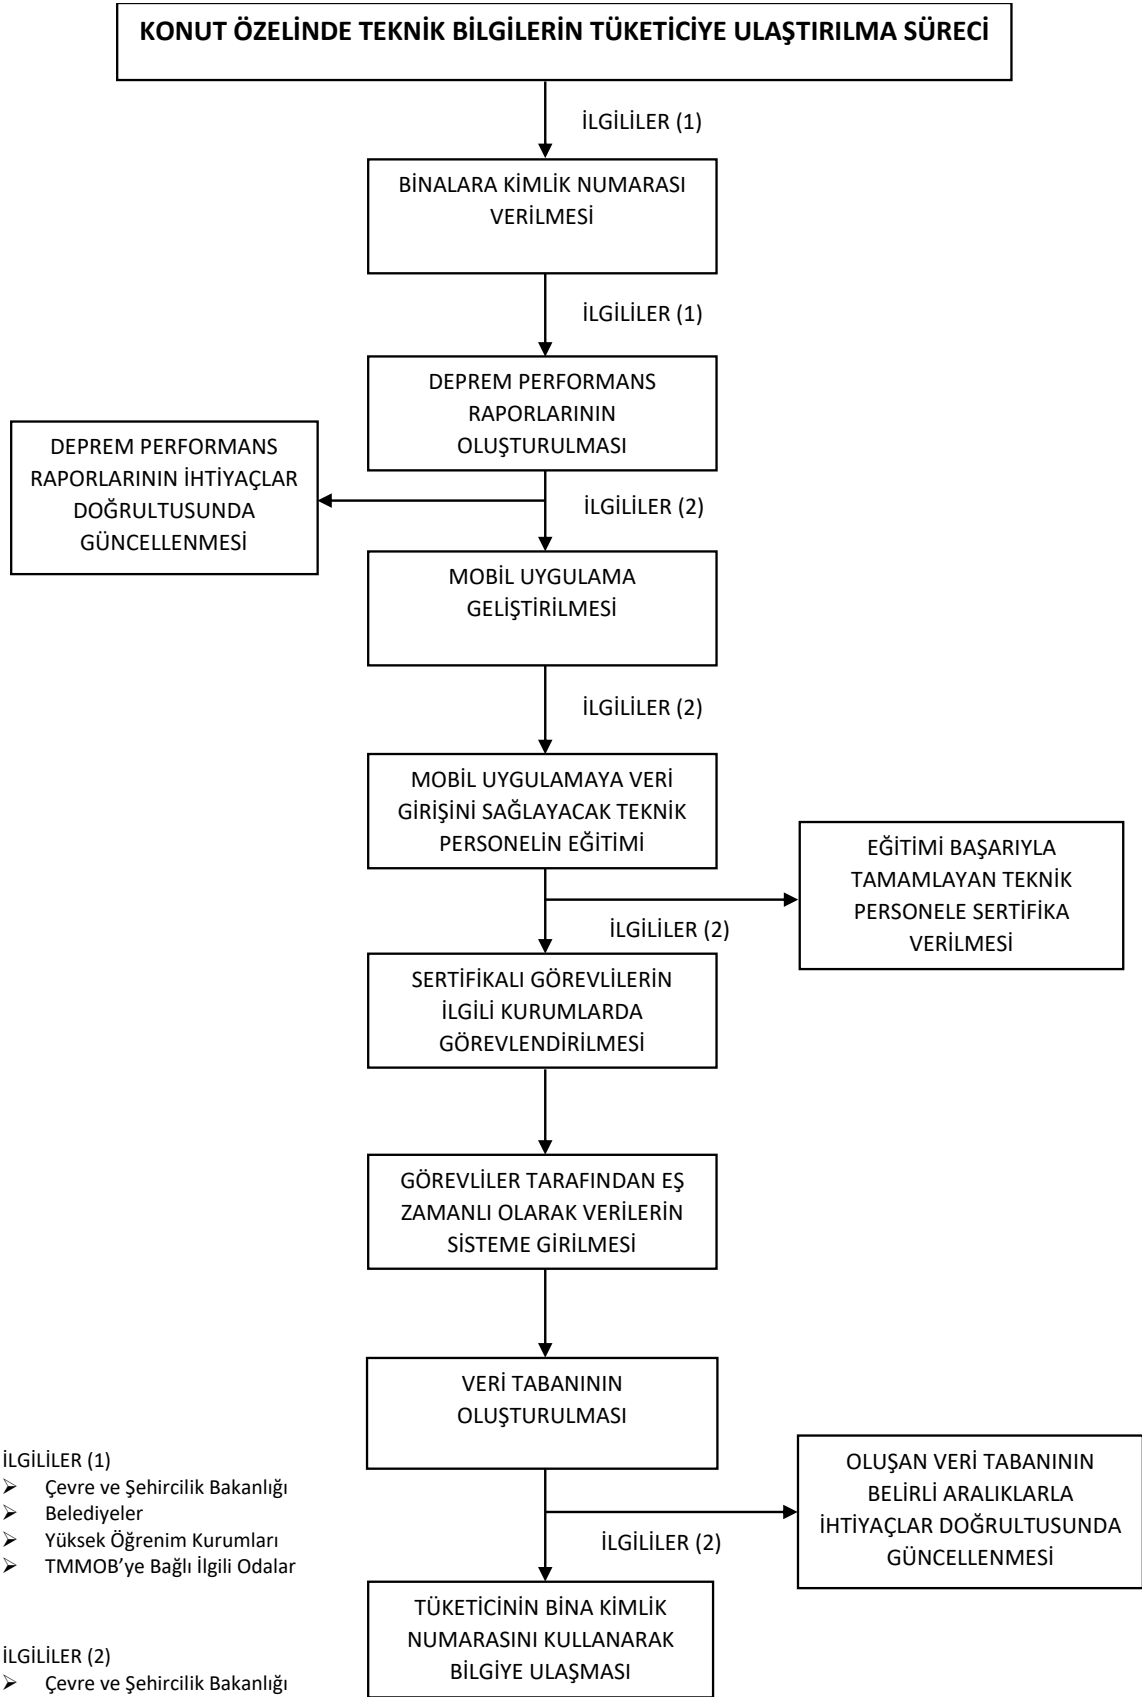 KONUT ÖZELİNDE TEKNİK BİLGİLERİN TÜKETİCİYE ULAŞTIRILMA SÜRECİ
İLGİLİLER (1)
BİNALARA KİMLİK NUMARASI
VERİLMESİ
İLGİLİLER (1)
DEPREM PERFORMANS
RAPORLARININ
OLUŞTURULMASI
DEPREM PERFORMANS
RAPORLARININ İHTİYAÇLAR
DOĞRULTUSUNDA
GÜNCELLENMESİ
İLGİLİLER (2)
MOBİL UYGULAMA
GELİŞTİRİLMESİ
İLGİLİLER (2)
MOBİL UYGULAMAYA VERİ
GİRİŞİNİ SAĞLAYACAK TEKNİK
PERSONELİN EĞİTİMİ
EĞİTİMİ BAŞARIYLA
TAMAMLAYAN TEKNİK
PERSONELE SERTİFİKA
VERİLMESİ
İLGİLİLER (2)
SERTİFİKALI GÖREVLİLERİN
İLGİLİ KURUMLARDA
GÖREVLENDİRİLMESİ
GÖREVLİLER TARAFINDAN EŞ
ZAMANLI OLARAK VERİLERİN
SİSTEME GİRİLMESİ
VERİ TABANININ
OLUŞTURULMASI
OLUŞAN VERİ TABANININ
BELİRLİ ARALIKLARLA
İHTİYAÇLAR DOĞRULTUSUNDA
GÜNCELLENMESİ
İLGİLİLER (2)
TÜKETİCİNİN BİNA KİMLİK
NUMARASINI KULLANARAK
BİLGİYE ULAŞMASI
İLGİLİLER (1)
➢ Çevre ve Şehircilik Bakanlığı
➢ Belediyeler
➢ Yüksek Öğrenim Kurumları
➢ TMMOB’ye Bağlı İlgili Odalar
İLGİLİLER (2)
➢ Çevre ve Şehircilik Bakanlığı